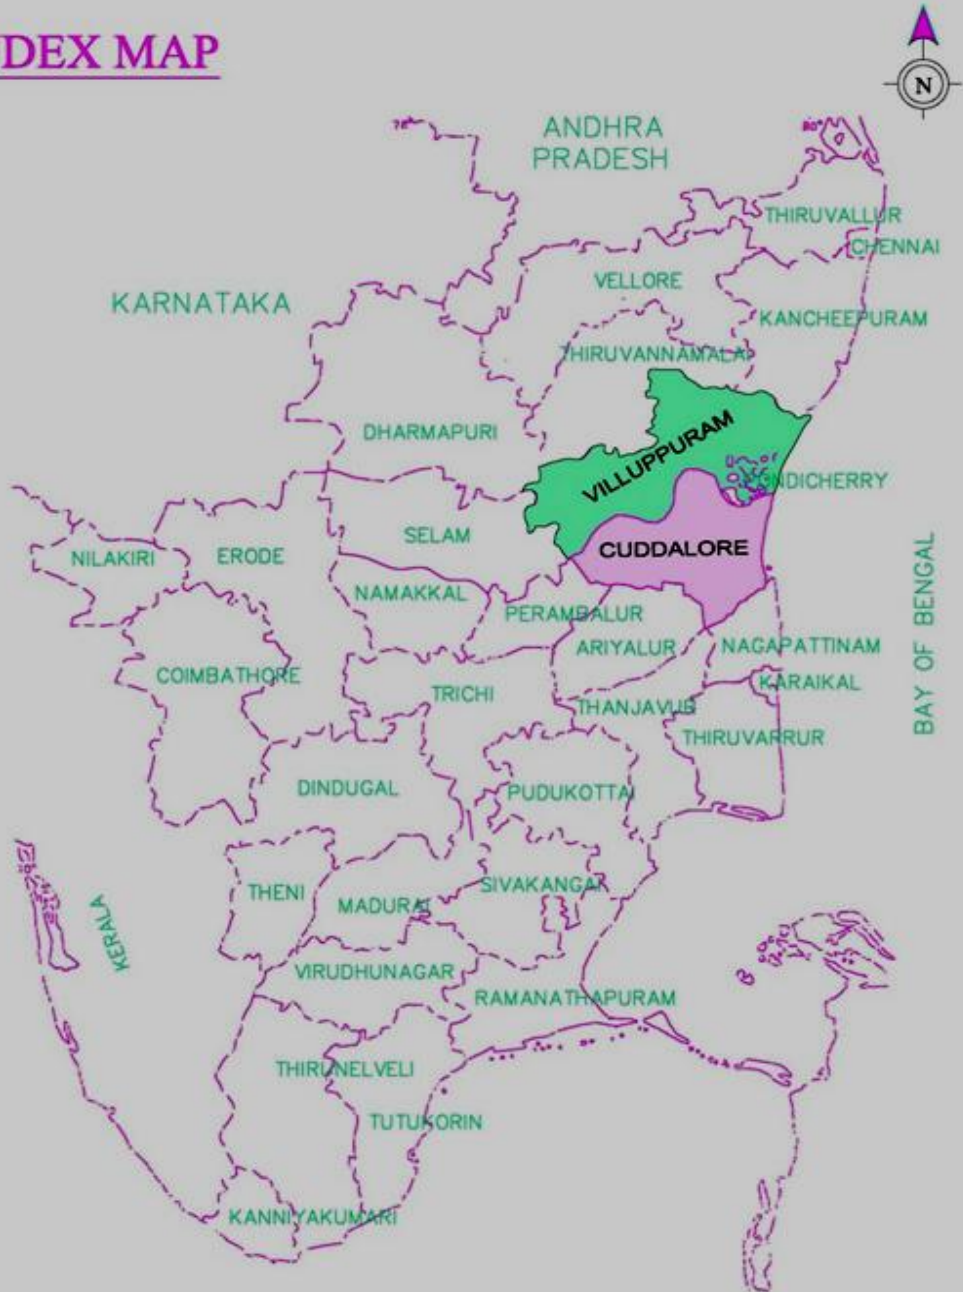 DEX MAP
N
78°
ANDHRA
PRADESH
80°
THIRUVALLUR
CHENNAI
VELLORE
KARNATAKA
KANCHEEPURAM
THIRUVANNAMALAI
DHARMAPURI
VILLUPPURAM
PONDICHERRY
SELAM
CUDDALORE
NILAKIRI
ERODE
NAMAKKAL
PERAMBALUR
BAY OF BENGAL
ARIYALUR
NAGAPATTINAM
COIMBATHORE
TRICHI
KARAIKAL
THANJAVUR
THIRUVARRUR
DINDUGAL
PUDUKOTTAI
THENI
MADURAI
SIVAKANGAI
KERALA
VIRUDHUNAGAR
RAMANATHAPURAM
THIRUNELVELI
TUTUKORIN
KANNIYAKUMARI